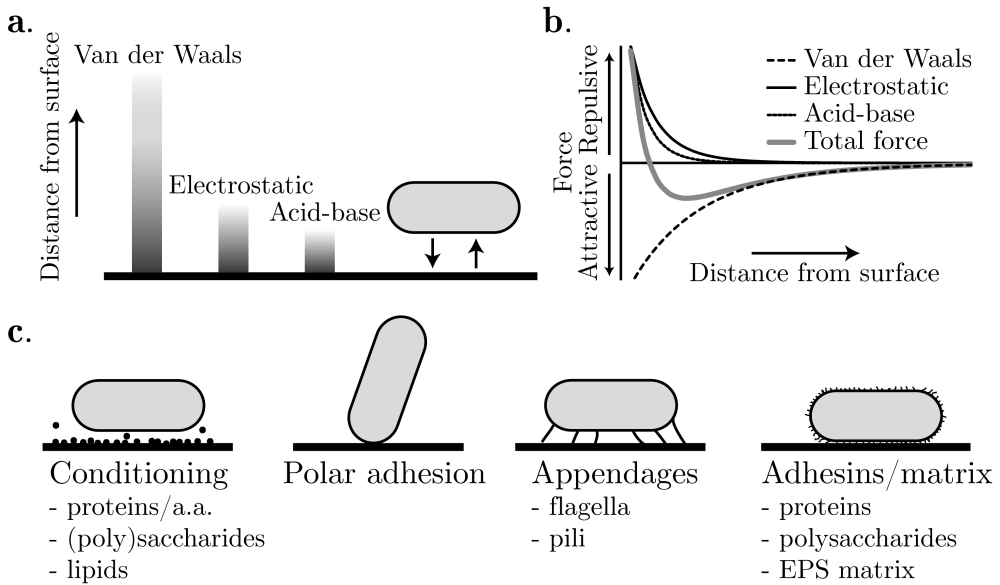 a.
Distance from surface
Van der Waals
Electrostatic
Acid-base
b.
Force
Attractive Repulsive
Van der Waals
Electrostatic
Acid-base
Total force
Distance from surface
c.
Conditioning
- proteins/a.a.
- (poly)saccharides
- lipids
Polar adhesion
Appendages
- flagella
- pili
Adhesins/matrix
- proteins
- polysaccharides
- EPS matrix